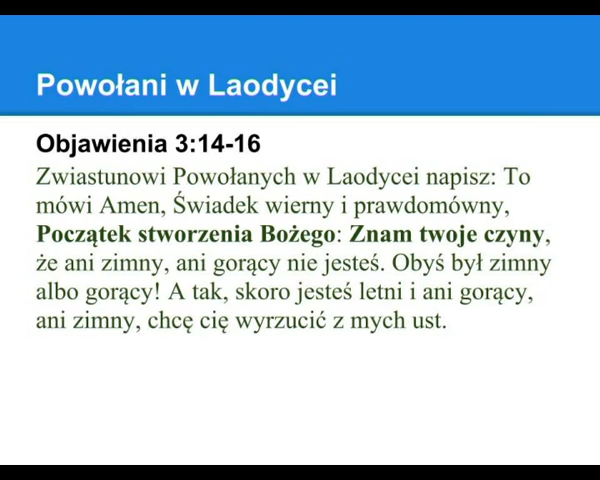 Powołani w Laodycei
Objawienia 3:14-16
Zwiastunowi Powołanych w Laodycei napisz: To
mówi Amen, Świadek wierny i prawdomówny,
Początek stworzenia Bożego: Znam twoje czyny,
że ani zimny, ani gorący nie jesteś. Obyś był zimny
albo gorący! A tak, skoro jesteś letni i ani gorący,
ani zimny, chcę cię wyrzucić z mych ust.